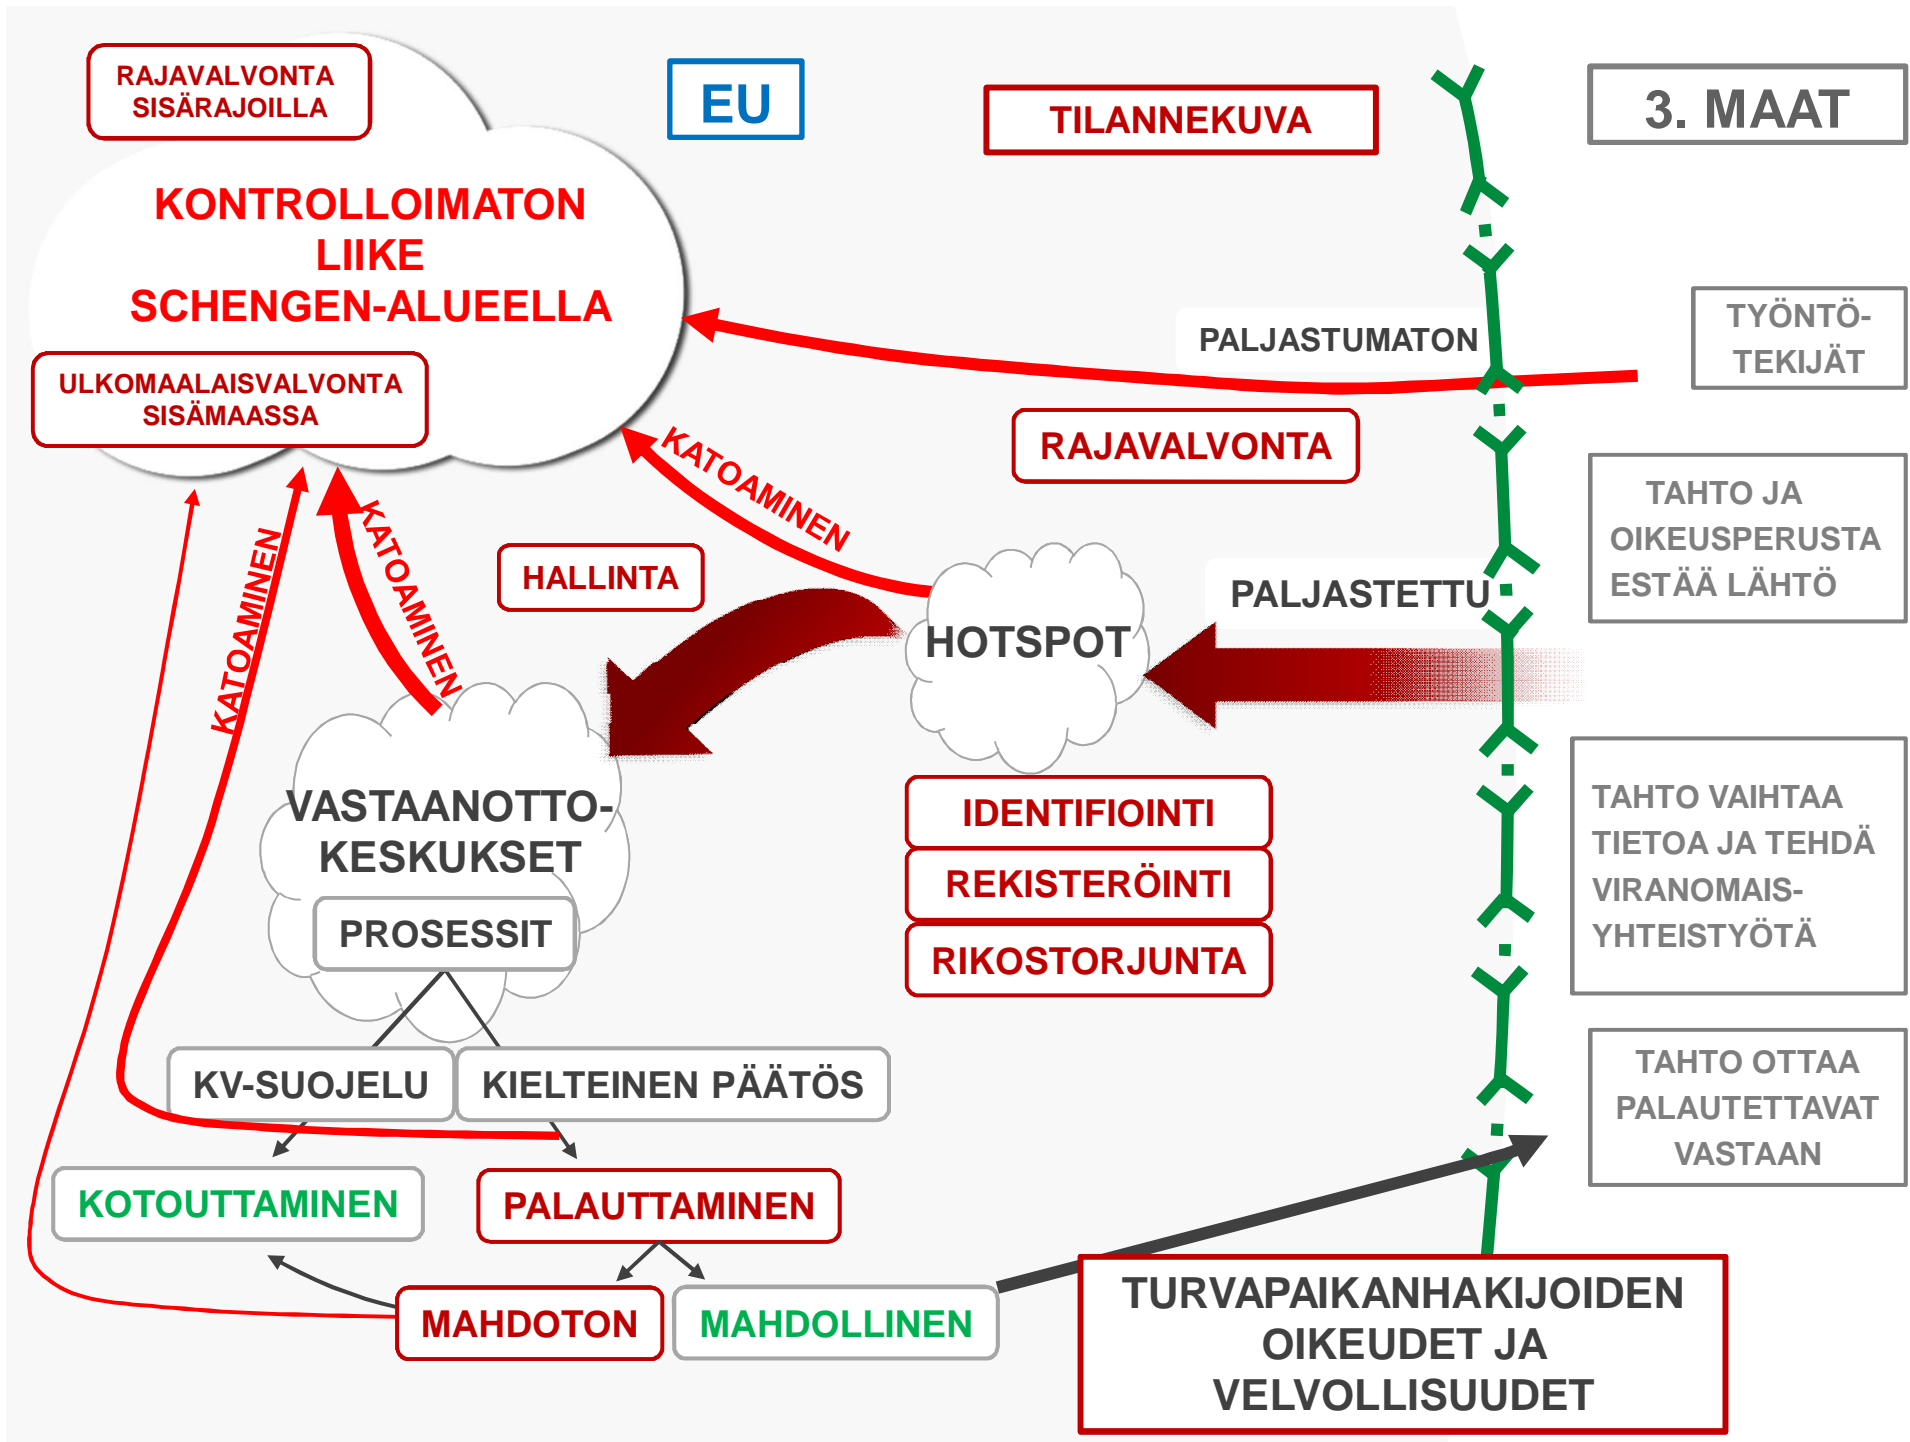 RAJAVALVONTA
SISÄRAJOILLA
EU
TILANNEKUVA
3. MAAT
KONTROLLOIMATON
LIIKE
SCHENGEN-ALUEELLA
ULKOMAALAISVALVONTA
SISÄMAASSA
PALJASTUMATON
TYÖNTÖ-
TEKIJÄT
RAJAVALVONTA
KATOAMINEN
KATOAMINEN
KATOAMINEN
HALLINTA
TAHTO JA
OIKEUSPERUSTA
ESTÄÄ LÄHTÖ
PALJASTETTU
HOTSPOT
VASTAANOTTO-
KESKUKSET
PROSESSIT
IDENTIFIOINTI
REKISTERÖINTI
RIKOSTORJUNTA
TAHTO VAIHTAA
TIETOA JA TEHDÄ
VIRANOMAIS-
YHTEISTYÖTÄ
KV-SUOJELU
KIELTEINEN PÄÄTÖS
TAHTO OTTAA
PALAUTETTAVAT
VASTAAN
KOTOUTTAMINEN
PALAUTTAMINEN
MAHDOTON
MAHDOLLINEN
TURVAPAIKANHAKIJOIDEN
OIKEUDET JA
VELVOLLISUUDET